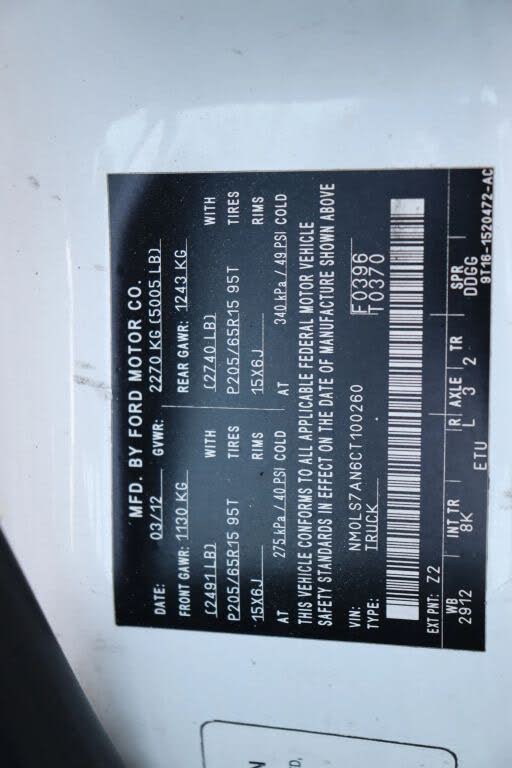 MFD. BY FORD MOTOR CO.
DATE: 03/12 GVWR: 2270 KG (5005 LB)
FRONT GAWR: 1130 KG REAR GAWR: 1243 KG
(2491 LB) WITH (2740 LB) WITH
P205/65R15 95T TIRES P205/65R15 95T TIRES
15X6J RIMS 15X6J RIMS
AT 275 kPa / 40 PSI COLD AT 340 kPa / 49 PSI COLD
THIS VEHICLE CONFORMS TO ALL APPLICABLE FEDERAL MOTOR VEHICLE
SAFETY STANDARDS IN EFFECT ON THE DATE OF MANUFACTURE SHOWN ABOVE
VIN: NM0LS7AN6CT100260 F0396
TYPE: TRUCK T0370
EXT PNT: Z2
WB INT TR R AXLE TR SPR
2912 8K L 3 2 DDGG
ETU 9T16-1520472-AC
N
D,